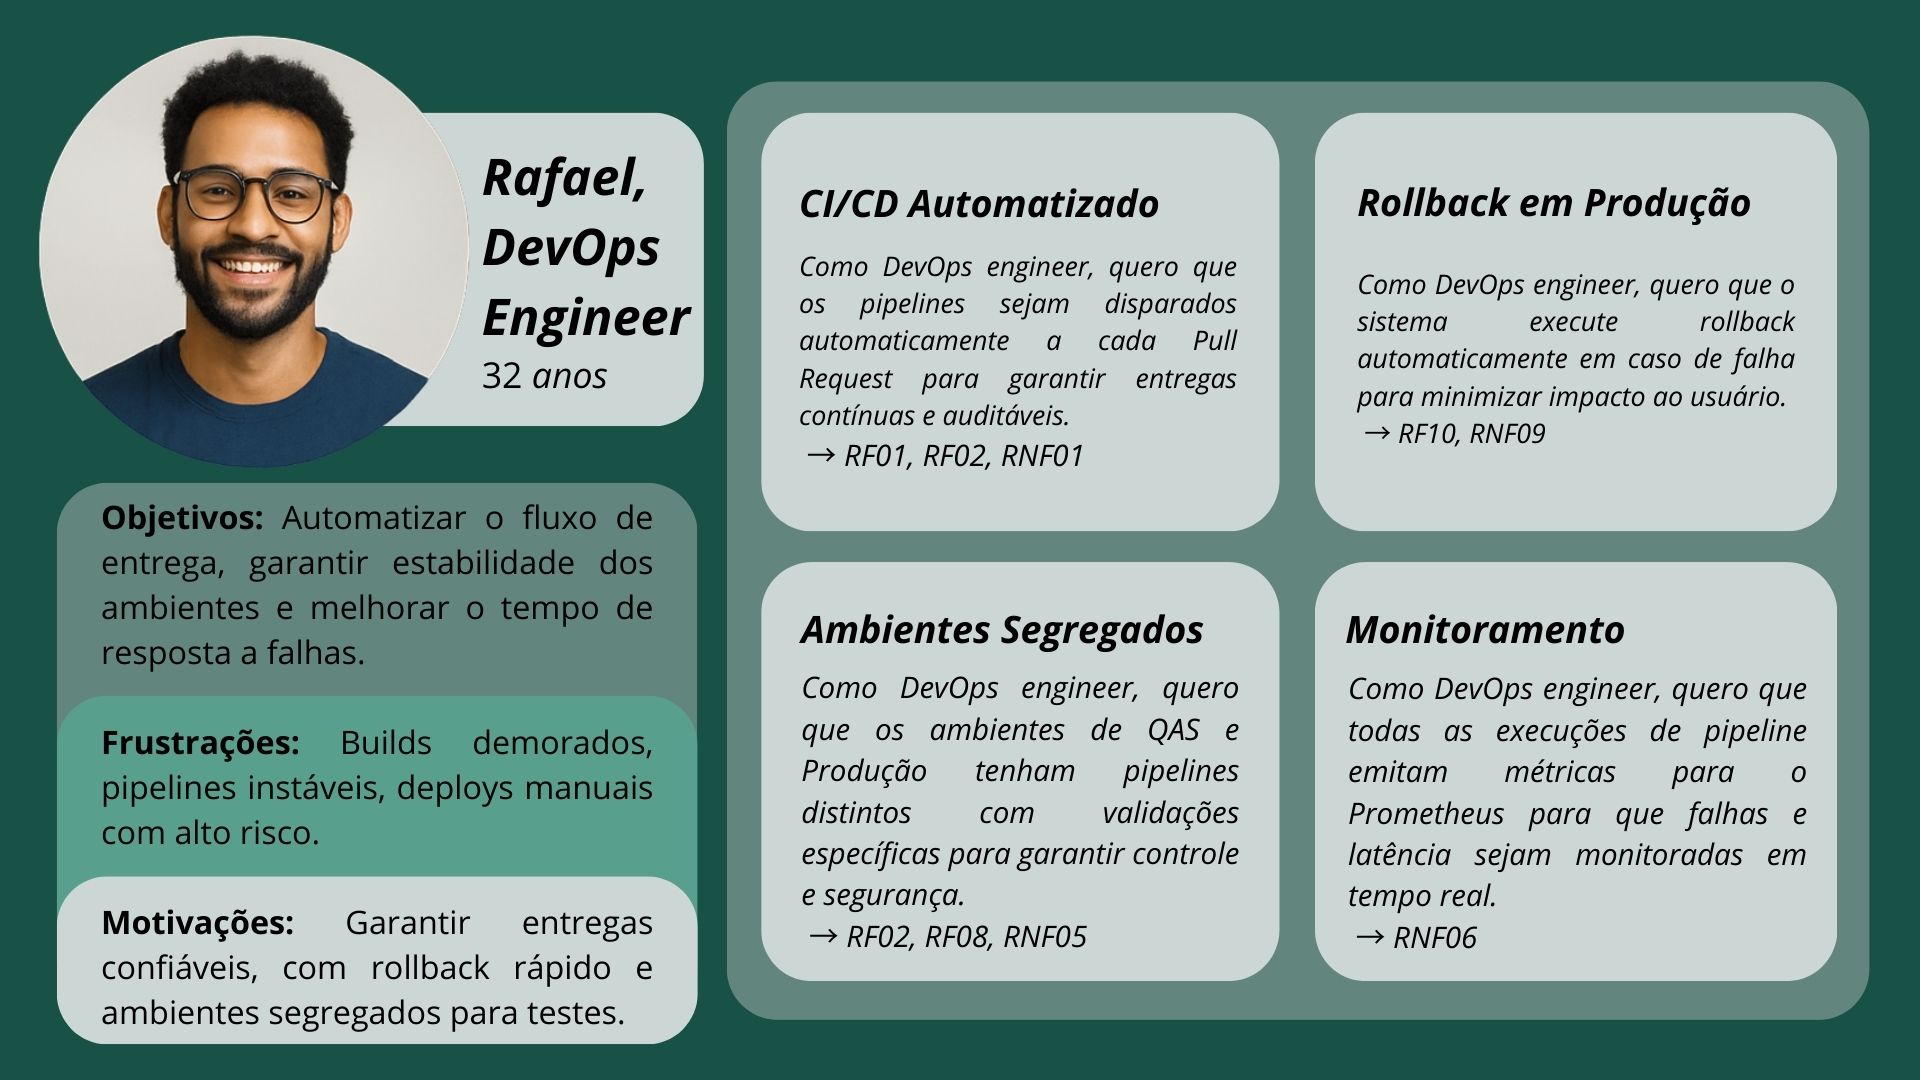 Rafael,
DevOps
Engineer
32 anos
Objetivos: Automatizar o fluxo de
entrega, garantir estabilidade dos
ambientes e melhorar o tempo de
resposta a falhas.
Frustrações: Builds demorados,
pipelines instáveis, deploys manuais
com alto risco.
Motivações: Garantir entregas
confiáveis, com rollback rápido e
ambientes segregados para testes.
CI/CD Automatizado
Como DevOps engineer, quero que
os pipelines sejam disparados
automaticamente a cada Pull
Request para garantir entregas
contínuas e auditáveis.
→ RF01, RF02, RNF01
Rollback em Produção
Como DevOps engineer, quero que o
sistema execute rollback
automaticamente em caso de falha
para minimizar impacto ao usuário.
→ RF10, RNF09
Ambientes Segregados
Como DevOps engineer, quero
que os ambientes de QAS e
Produção tenham pipelines
distintos com validações
específicas para garantir controle
e segurança.
→ RF02, RF08, RNF05
Monitoramento
Como DevOps engineer, quero que
todas as execuções de pipeline
emitam métricas para o
Prometheus para que falhas e
latência sejam monitoradas em
tempo real.
→ RNF06